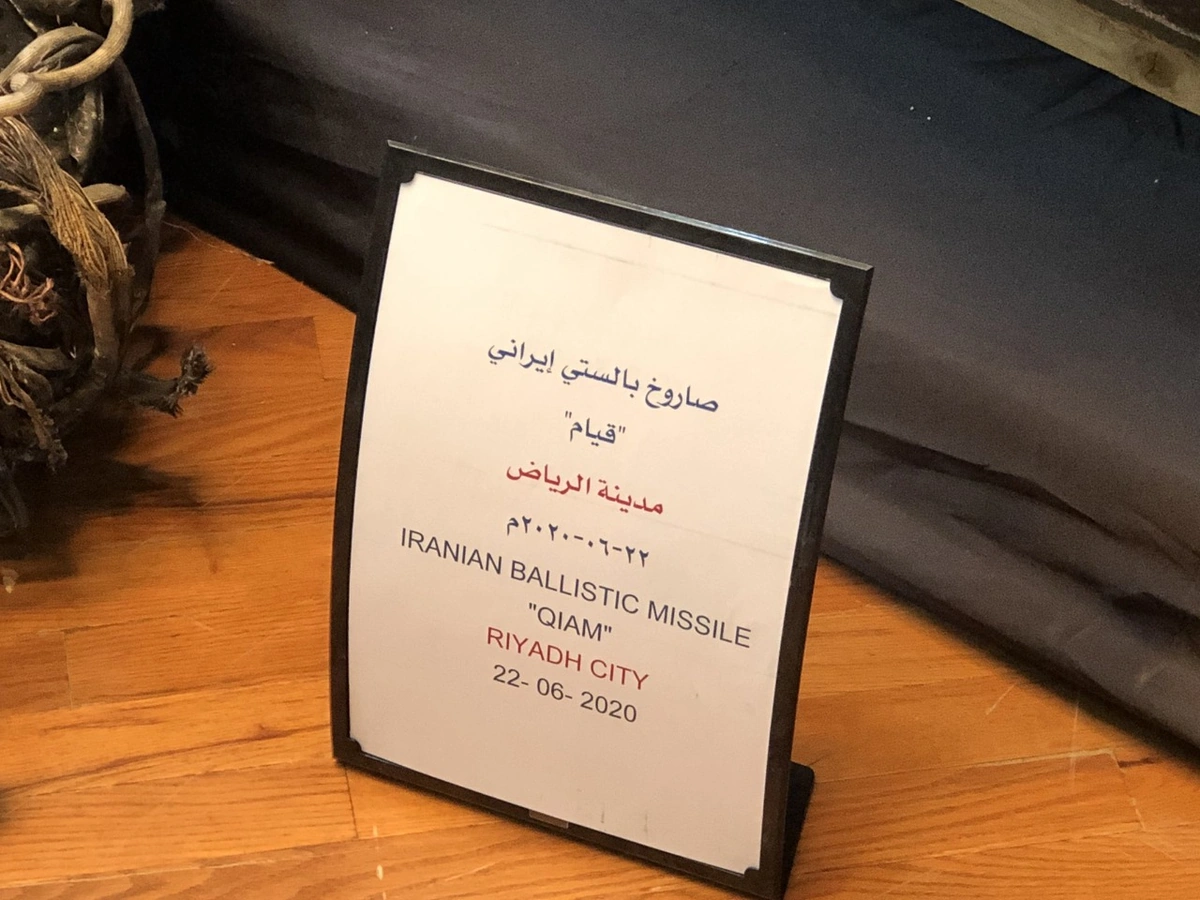 صاروخ بالستي إيراني
"قيام"
مدينة الرياض
٢٢-٠٦-٢٠٢٠م
IRANIAN BALLISTIC MISSILE
"QIAM"
RIYADH CITY
22- 06- 2020